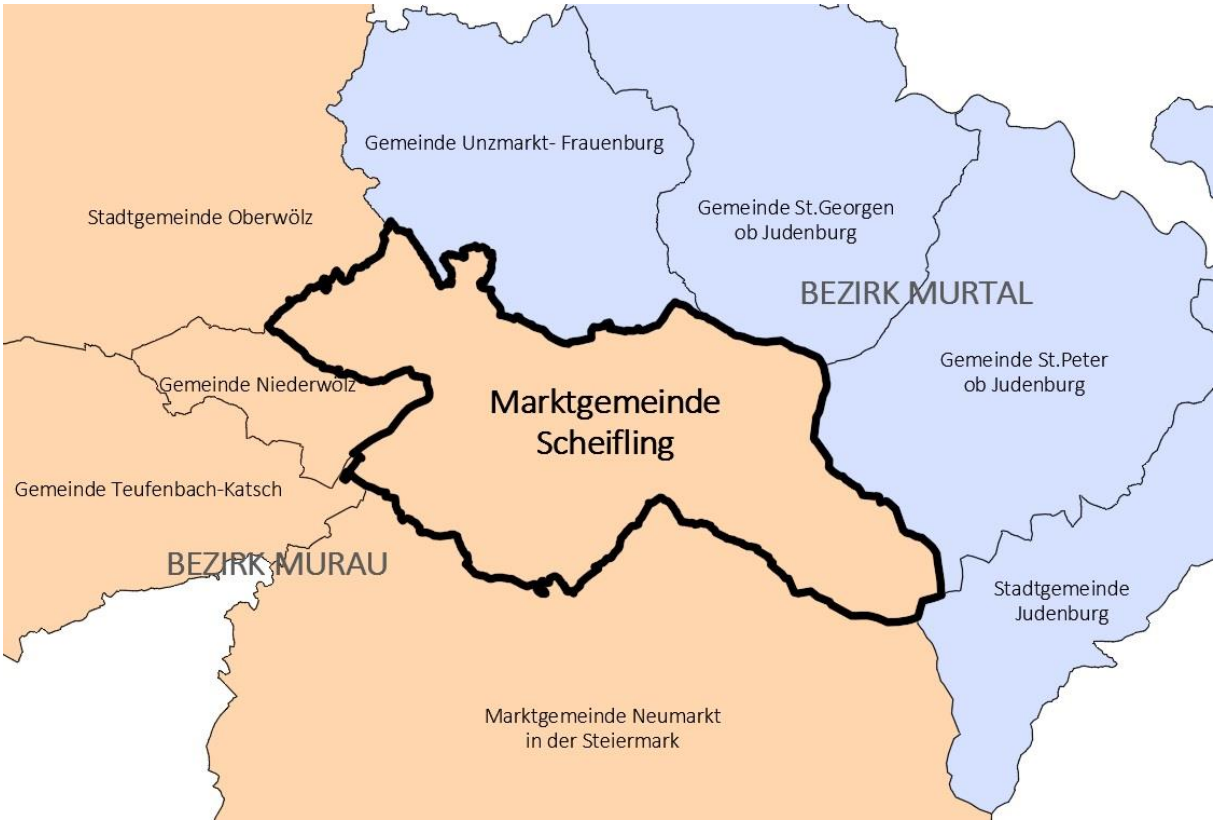 Gemeinde Unzmarkt- Frauenburg
Stadtgemeinde Oberwölz
Gemeinde St.Georgen
ob Judenburg
BEZIRK MURTAL
Gemeinde St.Peter
ob Judenburg
Gemeinde Niederwölz
Marktgemeinde
Scheifling
Gemeinde Teufenbach-Katsch
BEZIRK MURAU
Stadtgemeinde
Judenburg
Marktgemeinde Neumarkt
in der Steiermark